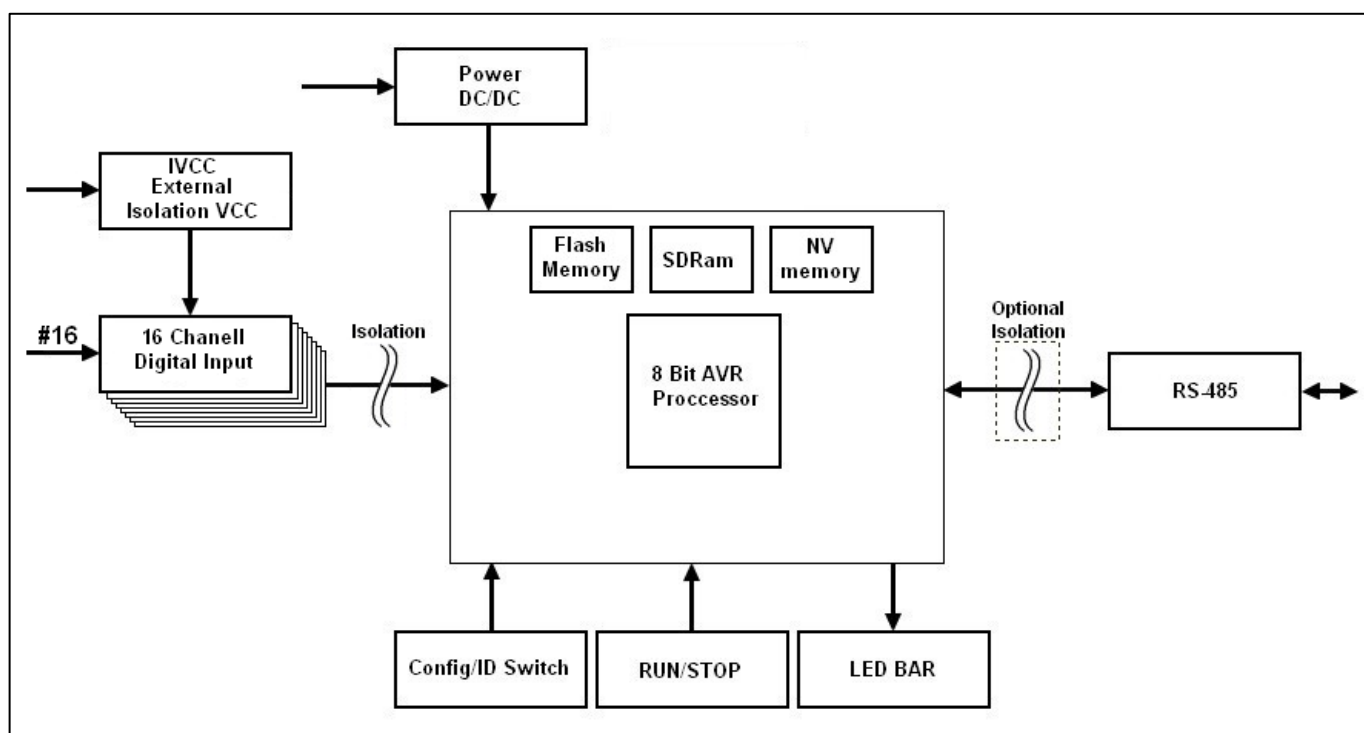 Power
DC/DC
IVCC
External
Isolation VCC
Flash
Memory
SDRam
NV
memory
#16
16 Chanell
Digital Input
Isolation
8 Bit AVR
Proccessor
Optional
Isolation
RS-485
Config/ID Switch
RUN/STOP
LED BAR